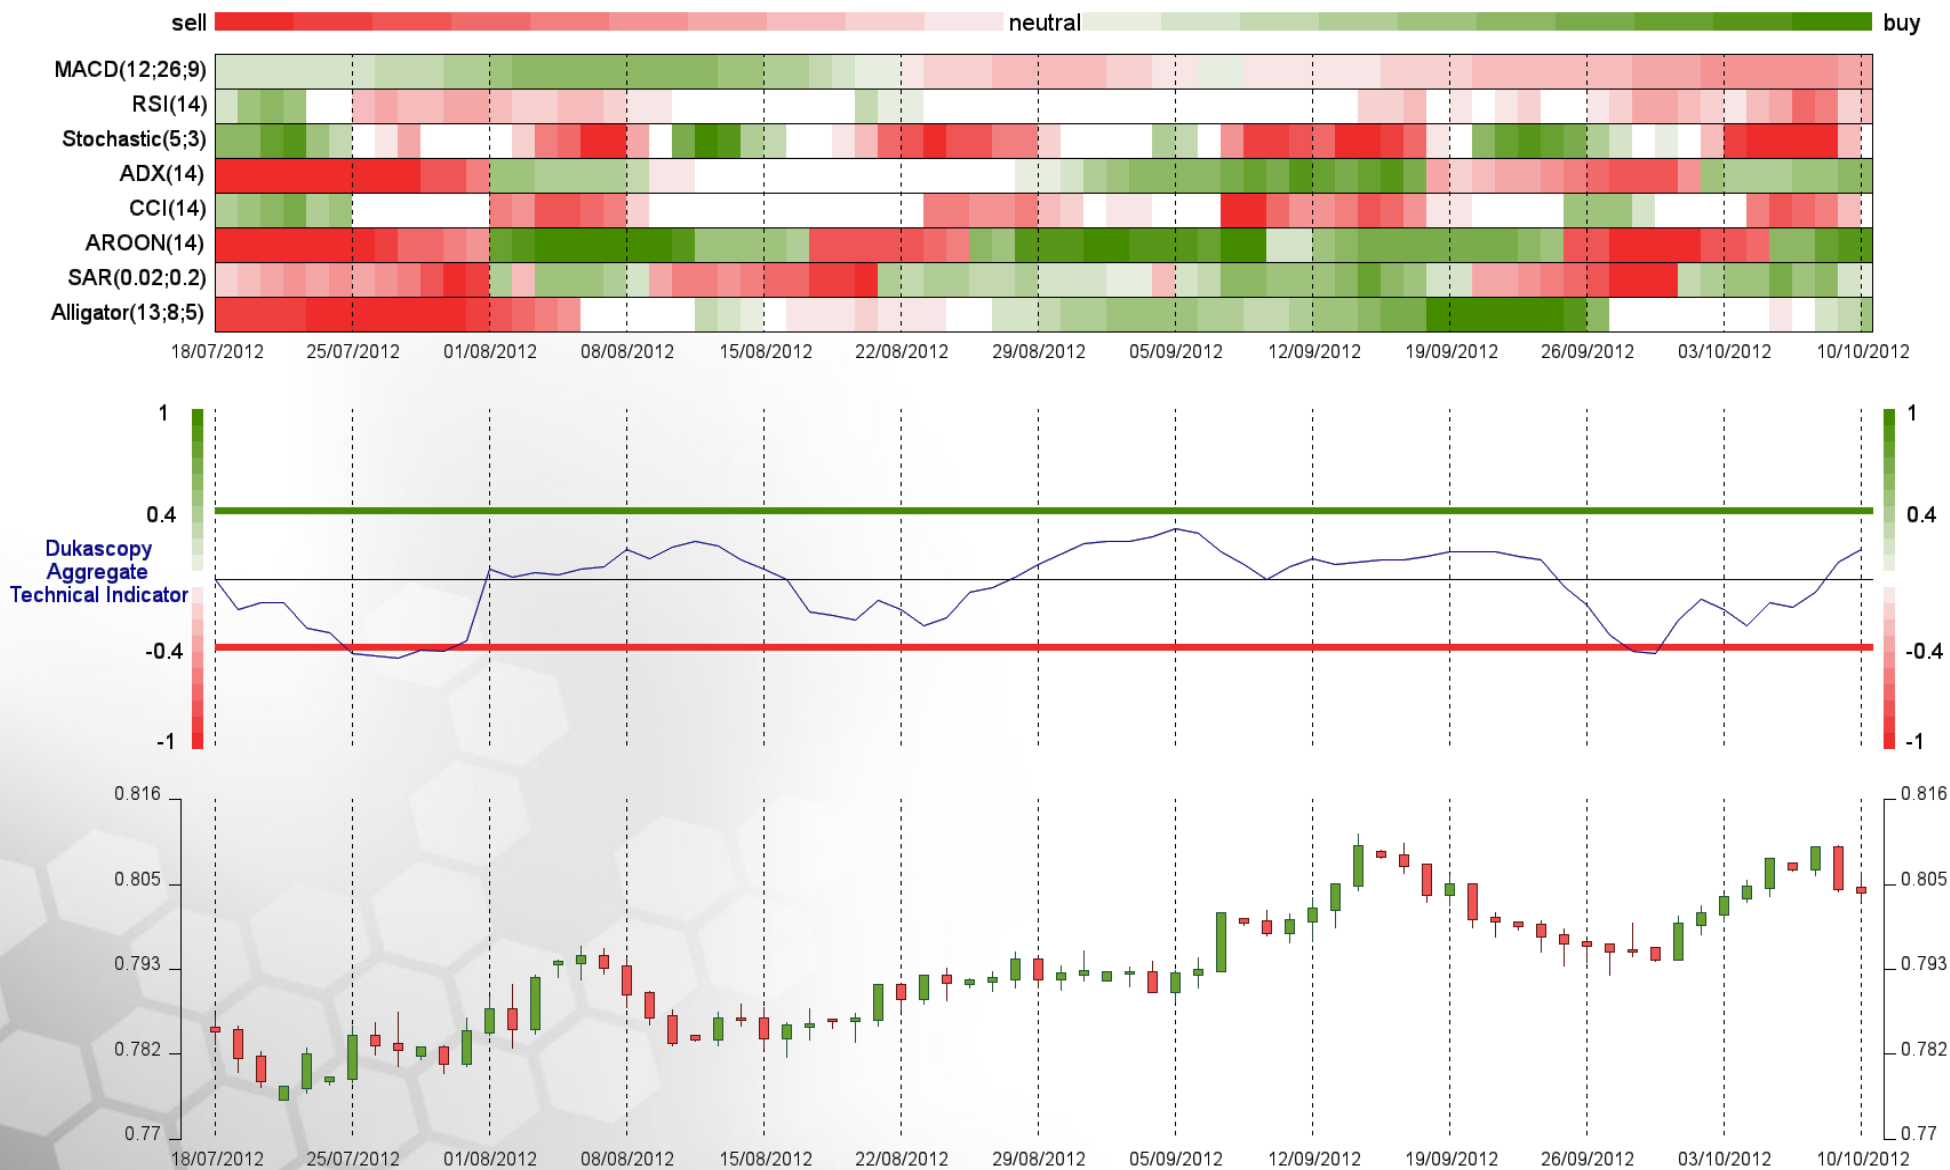 sell neutral buy
MACD(12;26;9)
RSI(14)
Stochastic(5;3)
ADX(14)
CCI(14)
AROON(14)
SAR(0.02;0.2)
Alligator(13;8;5)
18/07/2012 25/07/2012 01/08/2012 08/08/2012 15/08/2012 22/08/2012 29/08/2012 05/09/2012 12/09/2012 19/09/2012 26/09/2012 03/10/2012 10/10/2012
1 1
0.4 0.4
Dukascopy
Aggregate
Technical Indicator
-0.4 -0.4
-1 -1
0.816 0.816
0.805 0.805
0.793 0.793
0.782 0.782
0.77 0.77
18/07/2012 25/07/2012 01/08/2012 08/08/2012 15/08/2012 22/08/2012 29/08/2012 05/09/2012 12/09/2012 19/09/2012 26/09/2012 03/10/2012 10/10/2012